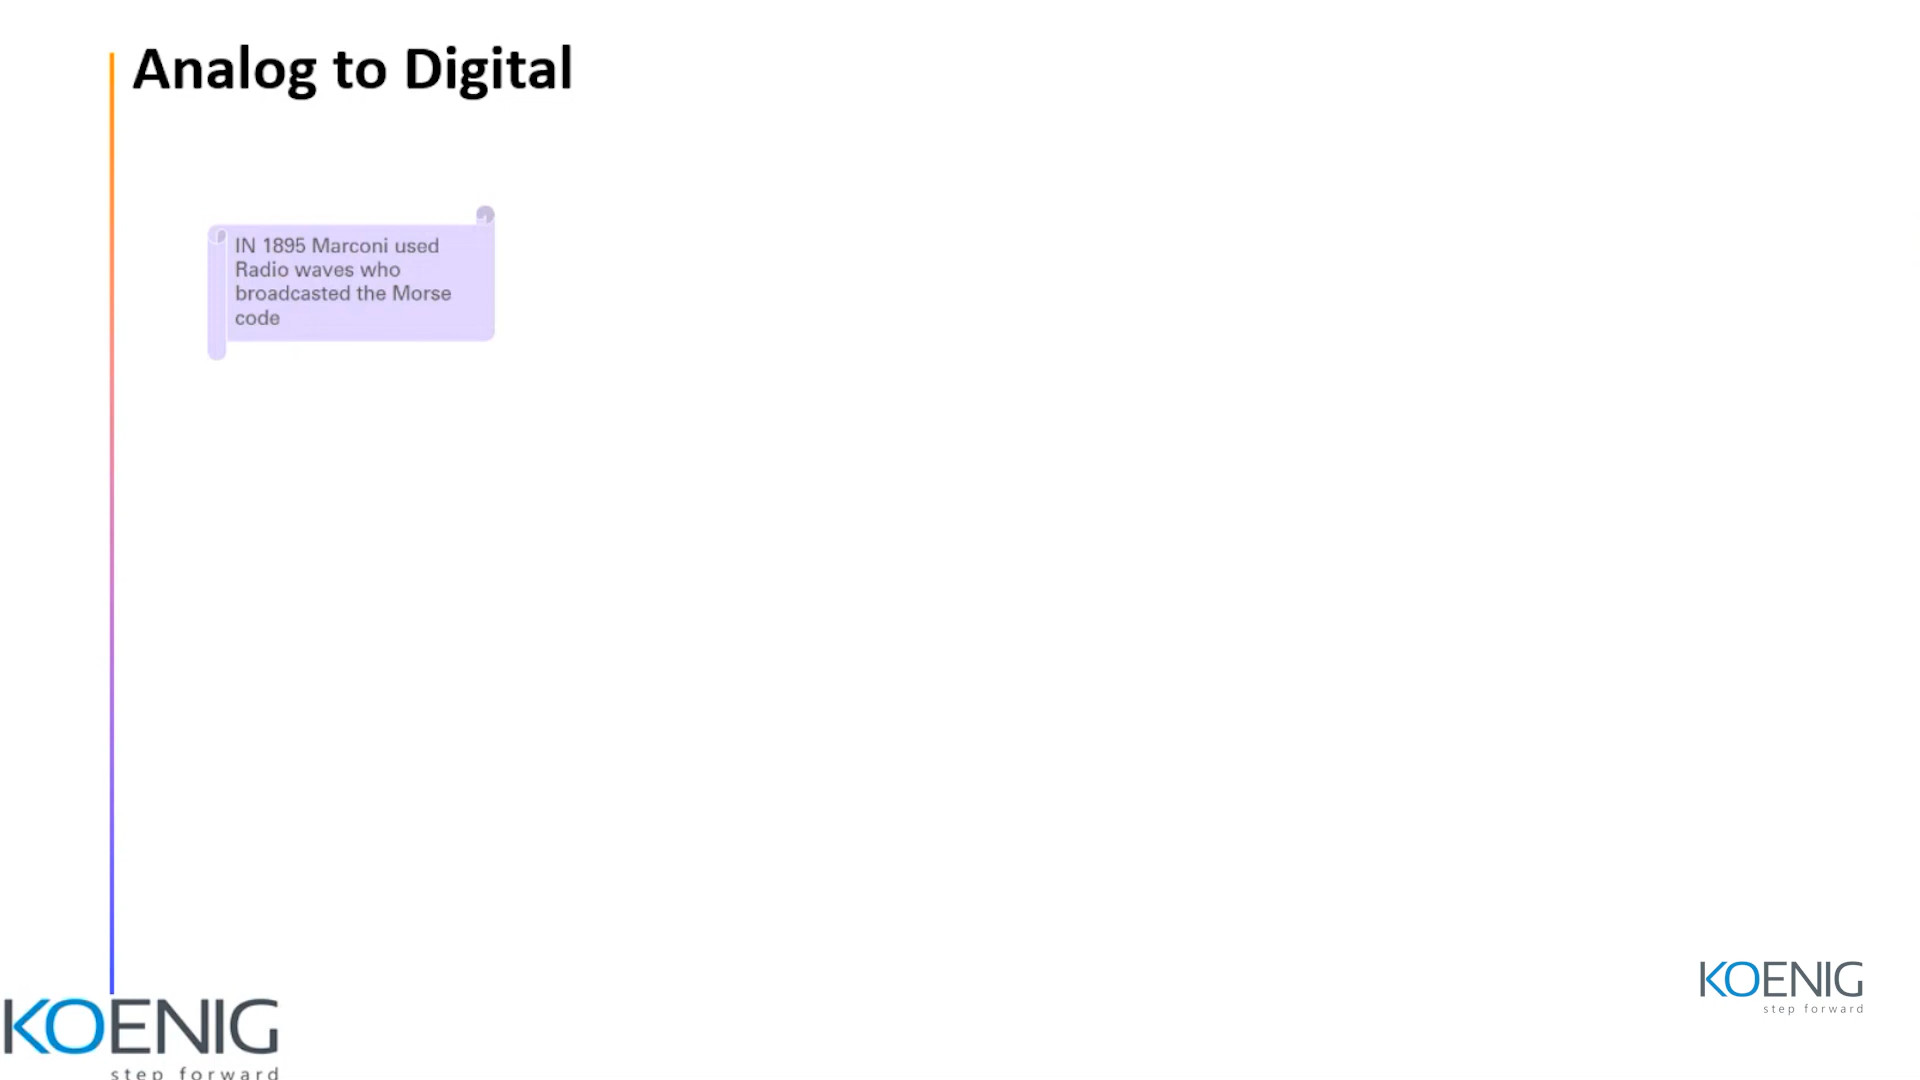 Analog to Digital
IN 1895 Marconi used
Radio waves who
broadcasted the Morse
code
KOENIG
step forward
KOENIG
step forward